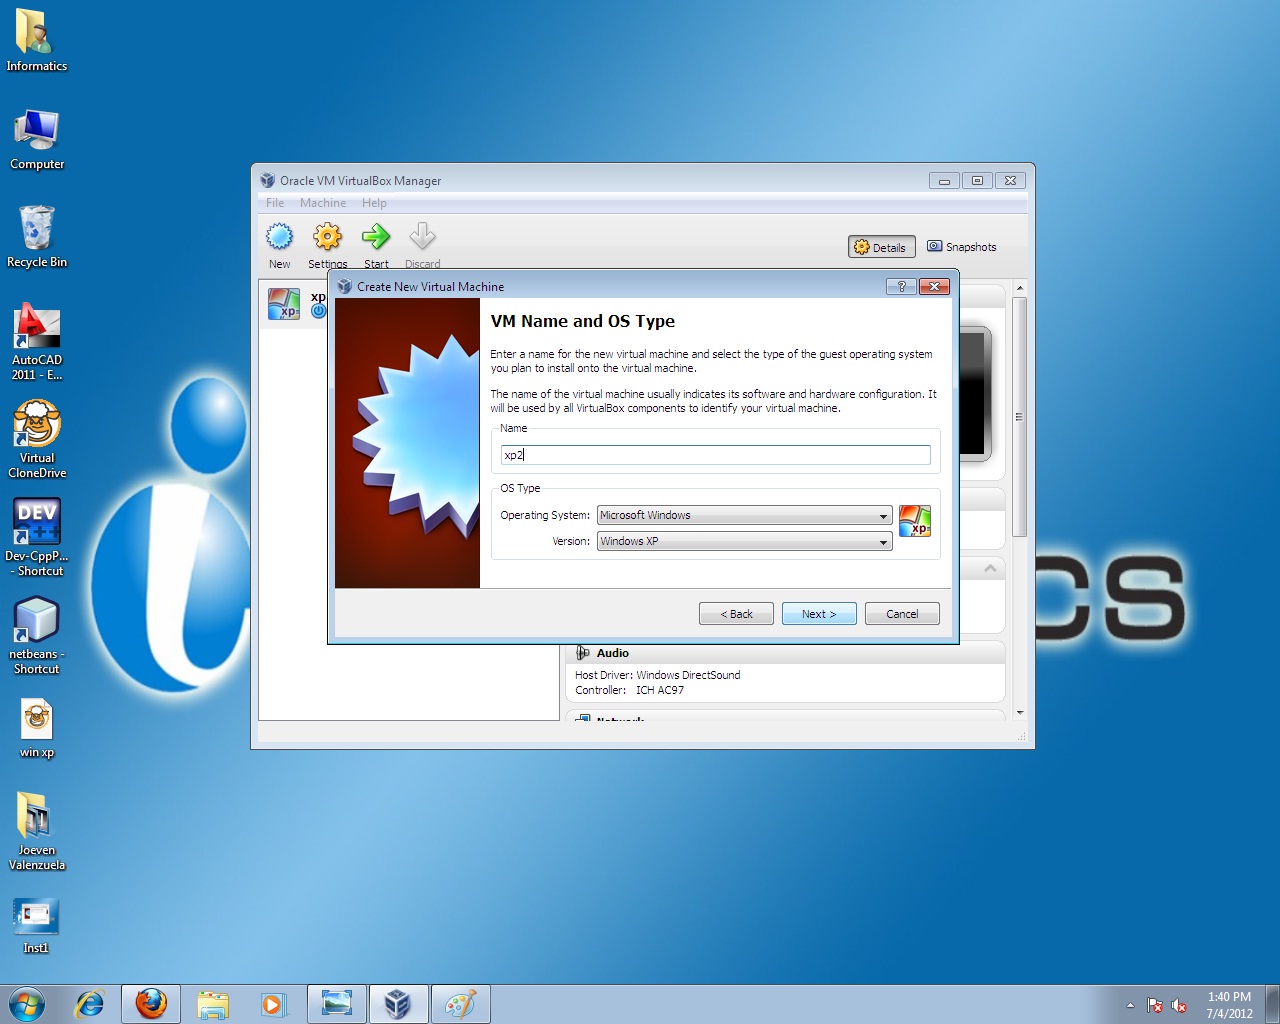 Informatics
Computer
Recycle Bin
AutoCAD
2011 - E...
Virtual
CloneDrive
DEV
C++
Dev-CppP...
- Shortcut
netbeans -
Shortcut
win xp
Joeven
Valenzuela
Inst1
Oracle VM VirtualBox Manager
File Machine Help
New Settings Start Discard
Details Snapshots
xp
xp
Create New Virtual Machine
?
VM Name and OS Type
Enter a name for the new virtual machine and select the type of the guest operating system
you plan to install onto the virtual machine.
The name of the virtual machine usually indicates its software and hardware configuration. It
will be used by all VirtualBox components to identify your virtual machine.
Name
xp2
OS Type
Operating System: Microsoft Windows
Version: Windows XP
xp
< Back Next > Cancel
Audio
Host Driver: Windows DirectSound
Controller: ICH AC97
Network
i
cs
1:40 PM
7/4/2012